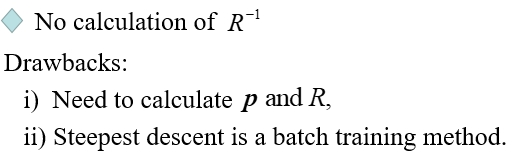 No calculation of R⁻¹
Drawbacks:
i) Need to calculate p and R,
ii) Steepest descent is a batch training method.